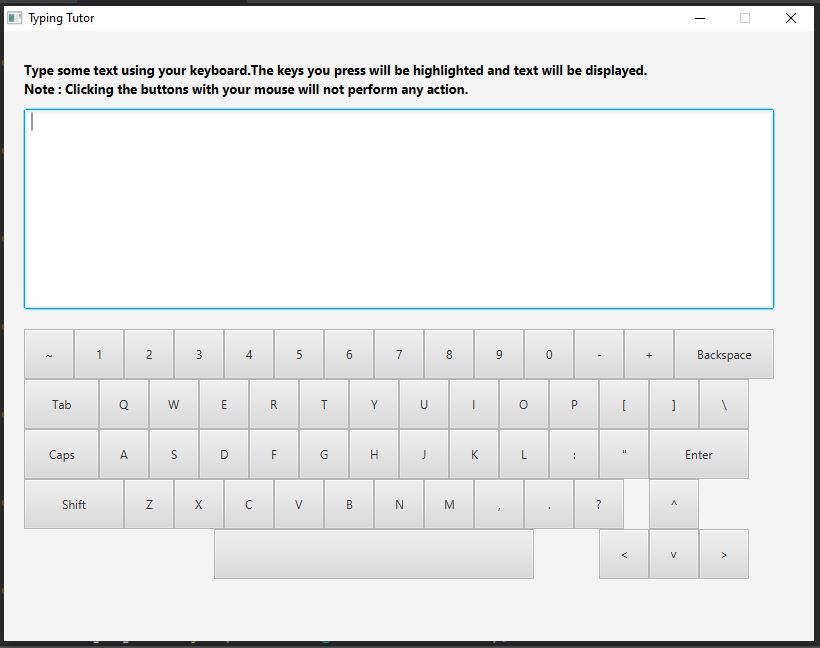 Typing Tutor
Type some text using your keyboard.The keys you press will be highlighted and text will be displayed.
Note : Clicking the buttons with your mouse will not perform any action.
~ 1 2 3 4 5 6 7 8 9 0 - + Backspace
Tab Q W E R T Y U I O P [ ] \
Caps A S D F G H J K L : " Enter
Shift Z X C V B N M , . ? ^
< v >